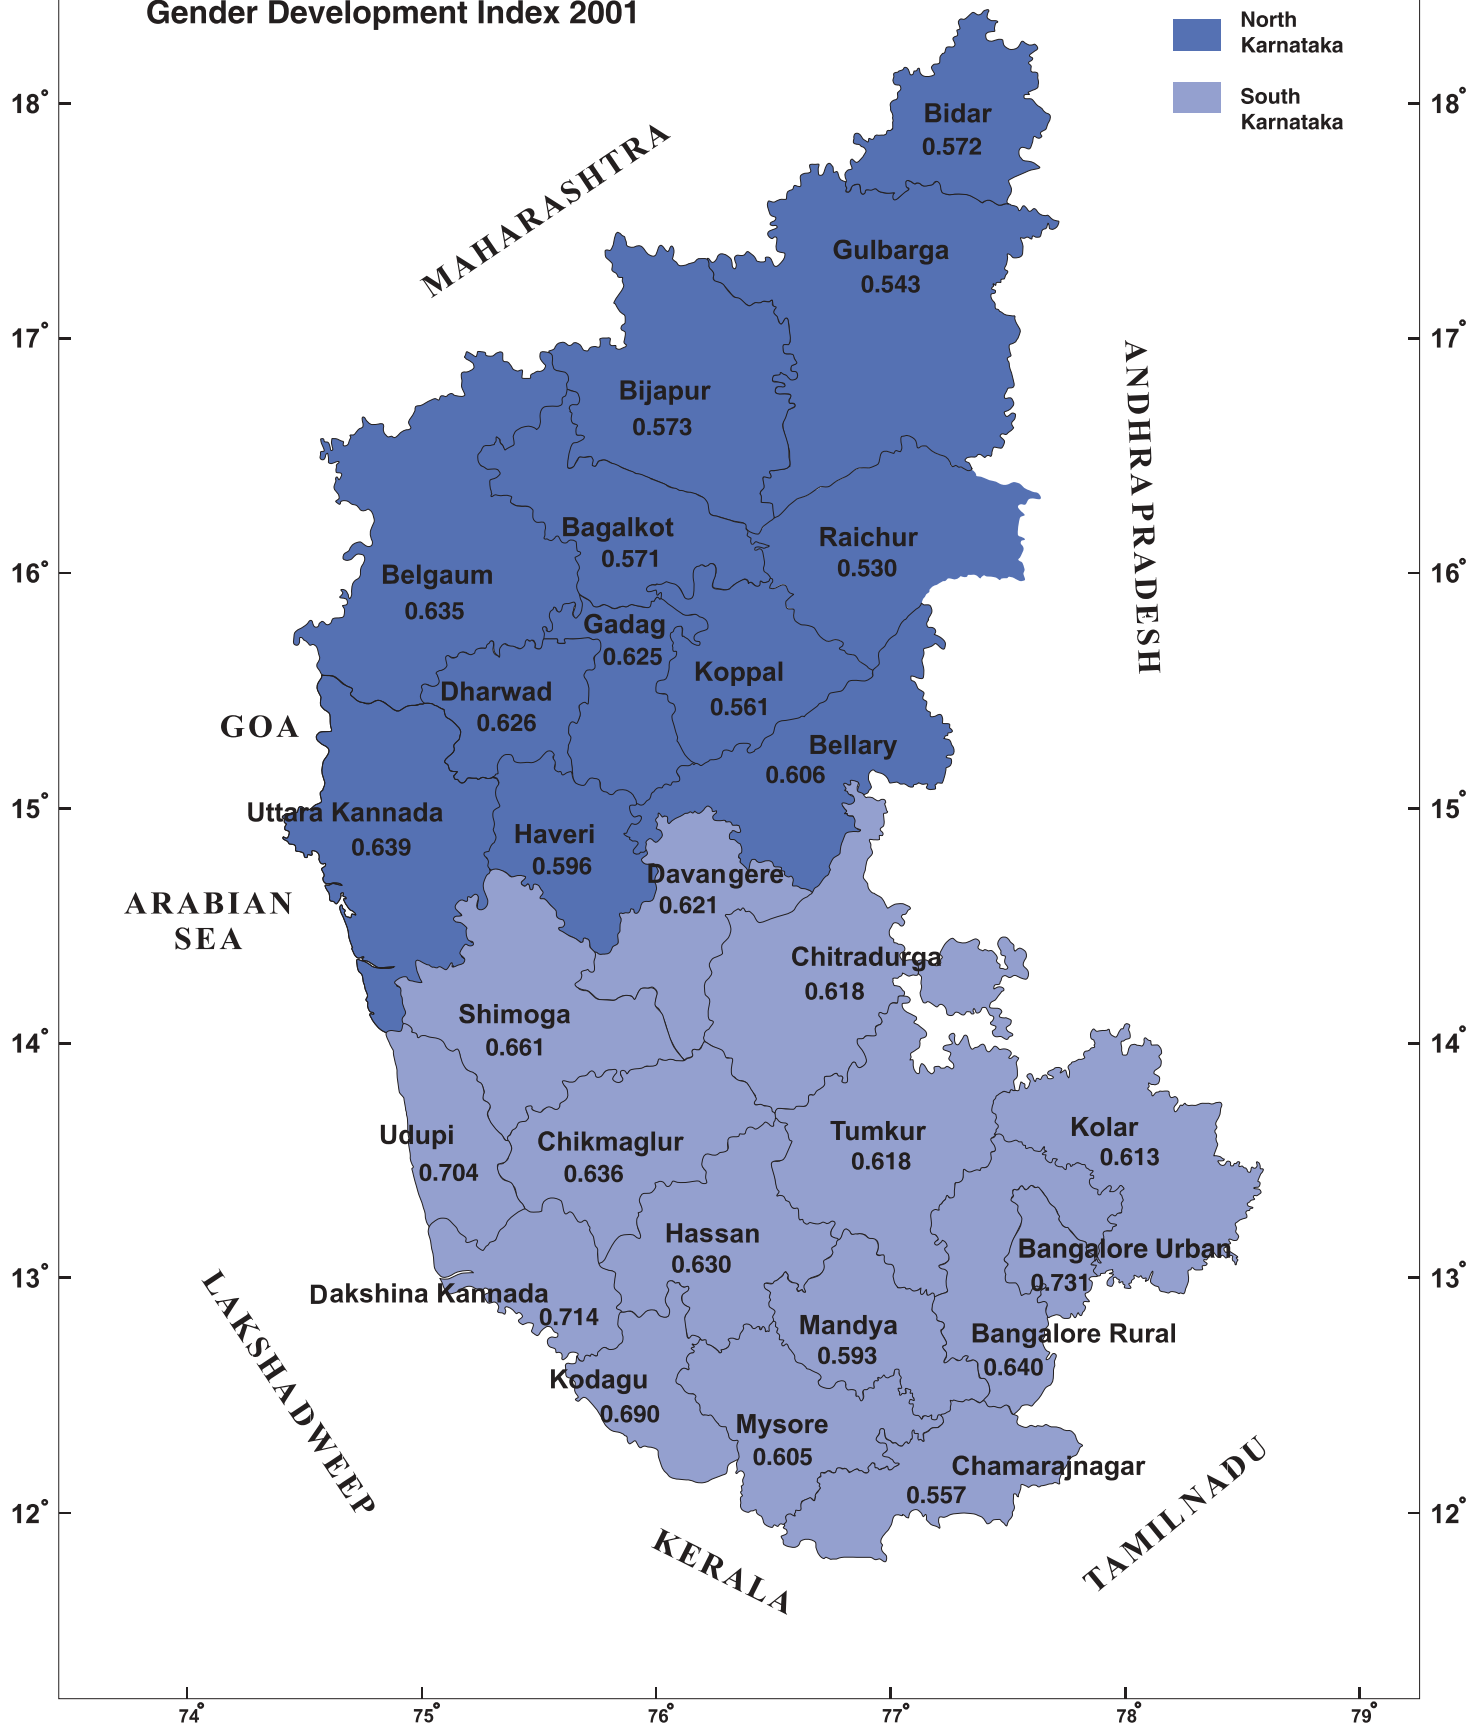 Gender Development Index 2001
North
Karnataka
South
Karnataka
18°
18°
17°
17°
16°
16°
15°
15°
14°
14°
13°
13°
12°
12°
74°
75°
76°
77°
78°
79°
MAHARASHTRA
ANDHRA PRADESH
GOA
ARABIAN
SEA
LAKSHADWEEP
KERALA
TAMIL NADU
Bidar
0.572
Gulbarga
0.543
Bijapur
0.573
Bagalkot
0.571
Raichur
0.530
Belgaum
0.635
Gadag
0.625
Koppal
0.561
Dharwad
0.626
Bellary
0.606
Uttara Kannada
0.639
Haveri
0.596
Davangere
0.621
Chitradurga
0.618
Shimoga
0.661
Udupi
0.704
Chikmaglur
0.636
Tumkur
0.618
Kolar
0.613
Hassan
0.630
Bangalore Urban
0.731
Dakshina Kannada
0.714
Mandya
0.593
Bangalore Rural
0.640
Kodagu
0.690
Mysore
0.605
Chamarajnagar
0.557